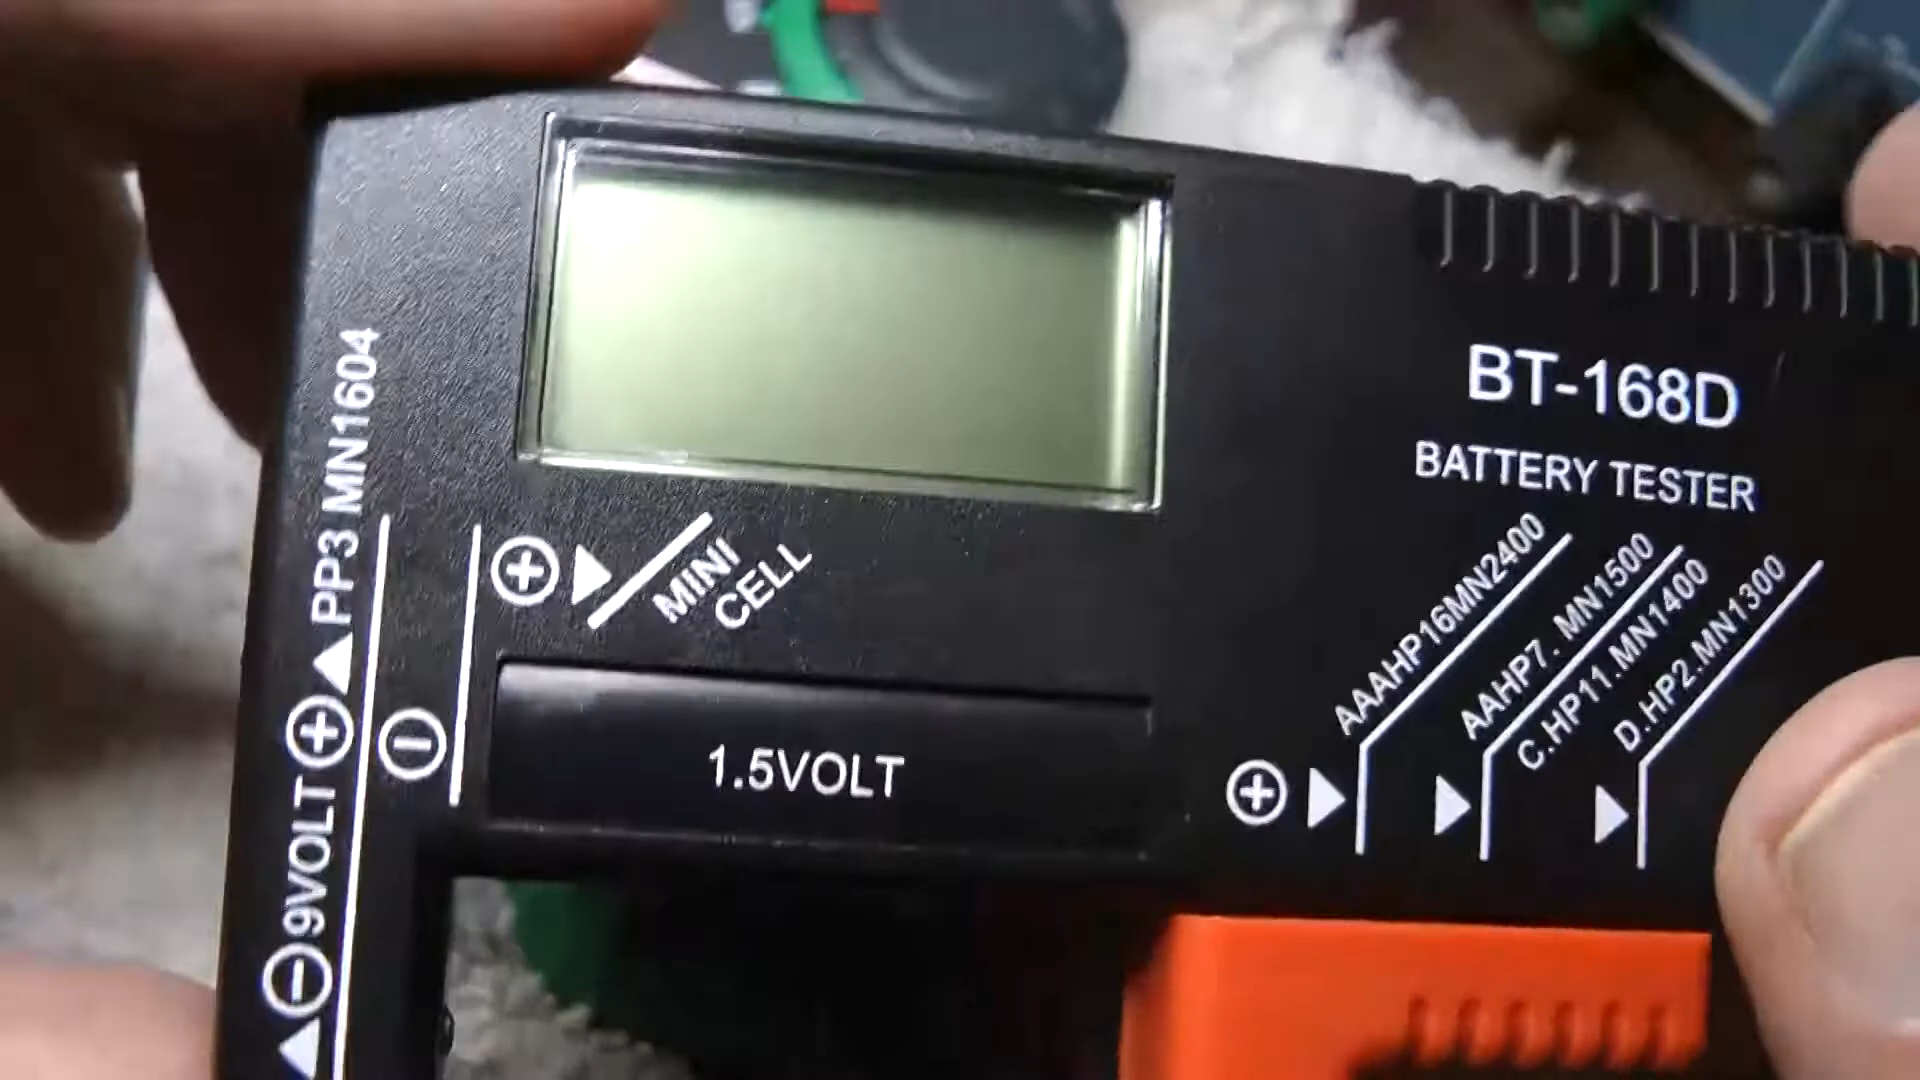 BT-168D
BATTERY TESTER
AAAHP16MN2400
AAHP7.MN1500
C.HP11.MN1400
D.HP2.MN1300
MINI
CELL
1.5VOLT
9VOLT
PP3 MN1604